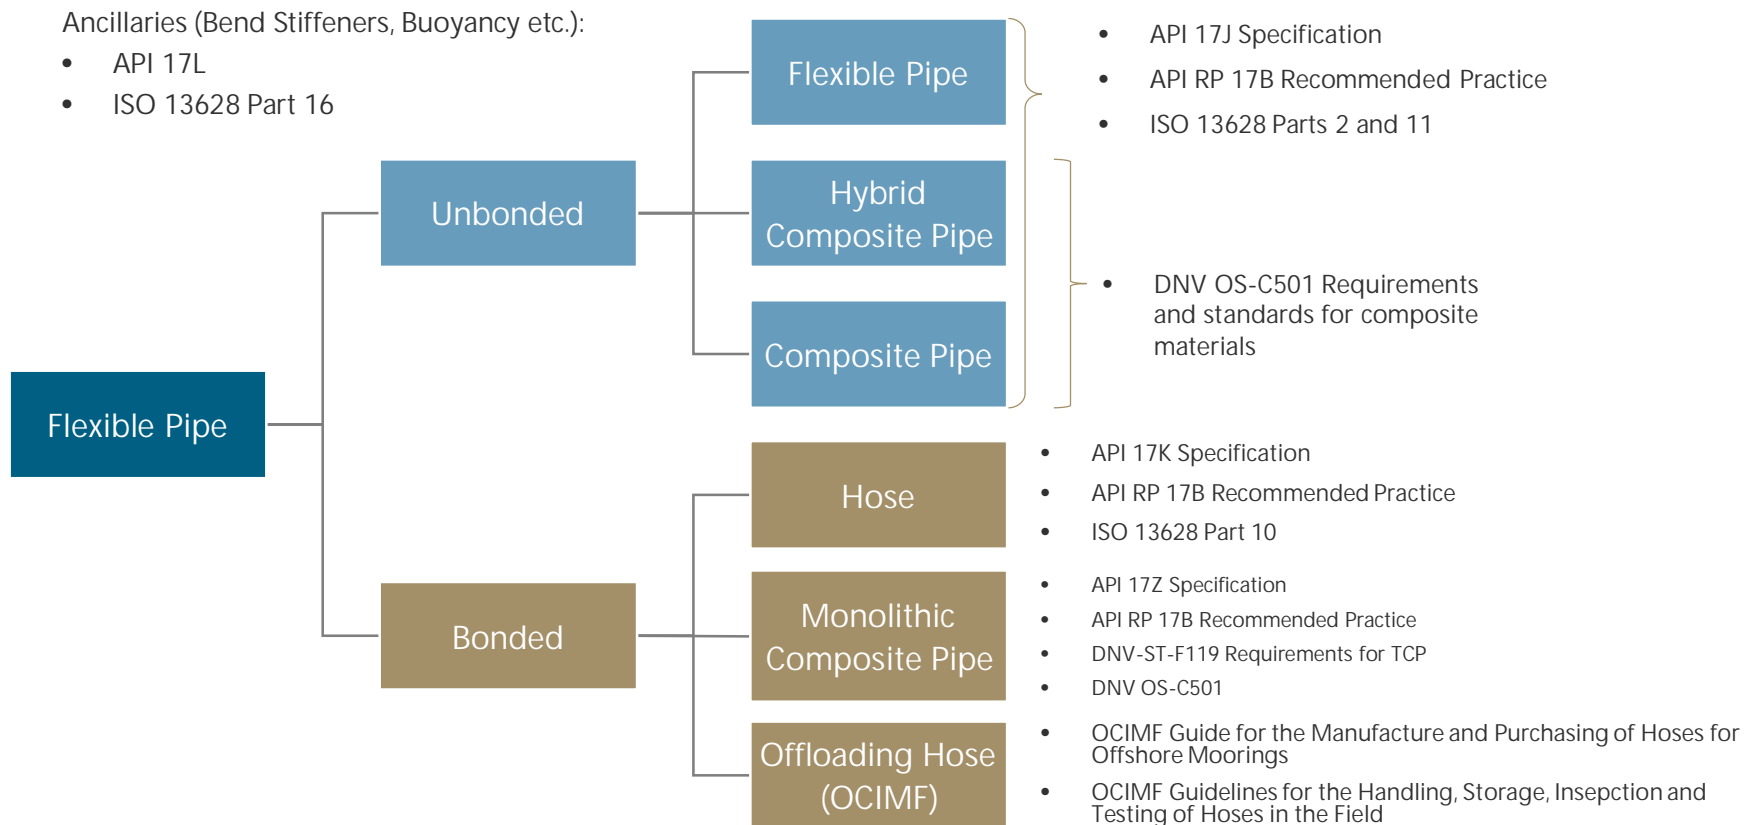 Ancillaries (Bend Stiffeners, Buoyancy etc.):
• API 17L
• ISO 13628 Part 16
Flexible Pipe
Unbonded
Flexible Pipe
• API 17J Specification
• API RP 17B Recommended Practice
• ISO 13628 Parts 2 and 11
Hybrid
Composite Pipe
Composite Pipe
• DNV OS-C501 Requirements
and standards for composite
materials
Bonded
Hose
• API 17K Specification
• API RP 17B Recommended Practice
• ISO 13628 Part 10
Monolithic
Composite Pipe
• API 17Z Specification
• API RP 17B Recommended Practice
• DNV-ST-F119 Requirements for TCP
• DNV OS-C501
Offloading Hose
(OCIMF)
• OCIMF Guide for the Manufacture and Purchasing of Hoses for
Offshore Moorings
• OCIMF Guidelines for the Handling, Storage, Insepction and
Testing of Hoses in the Field